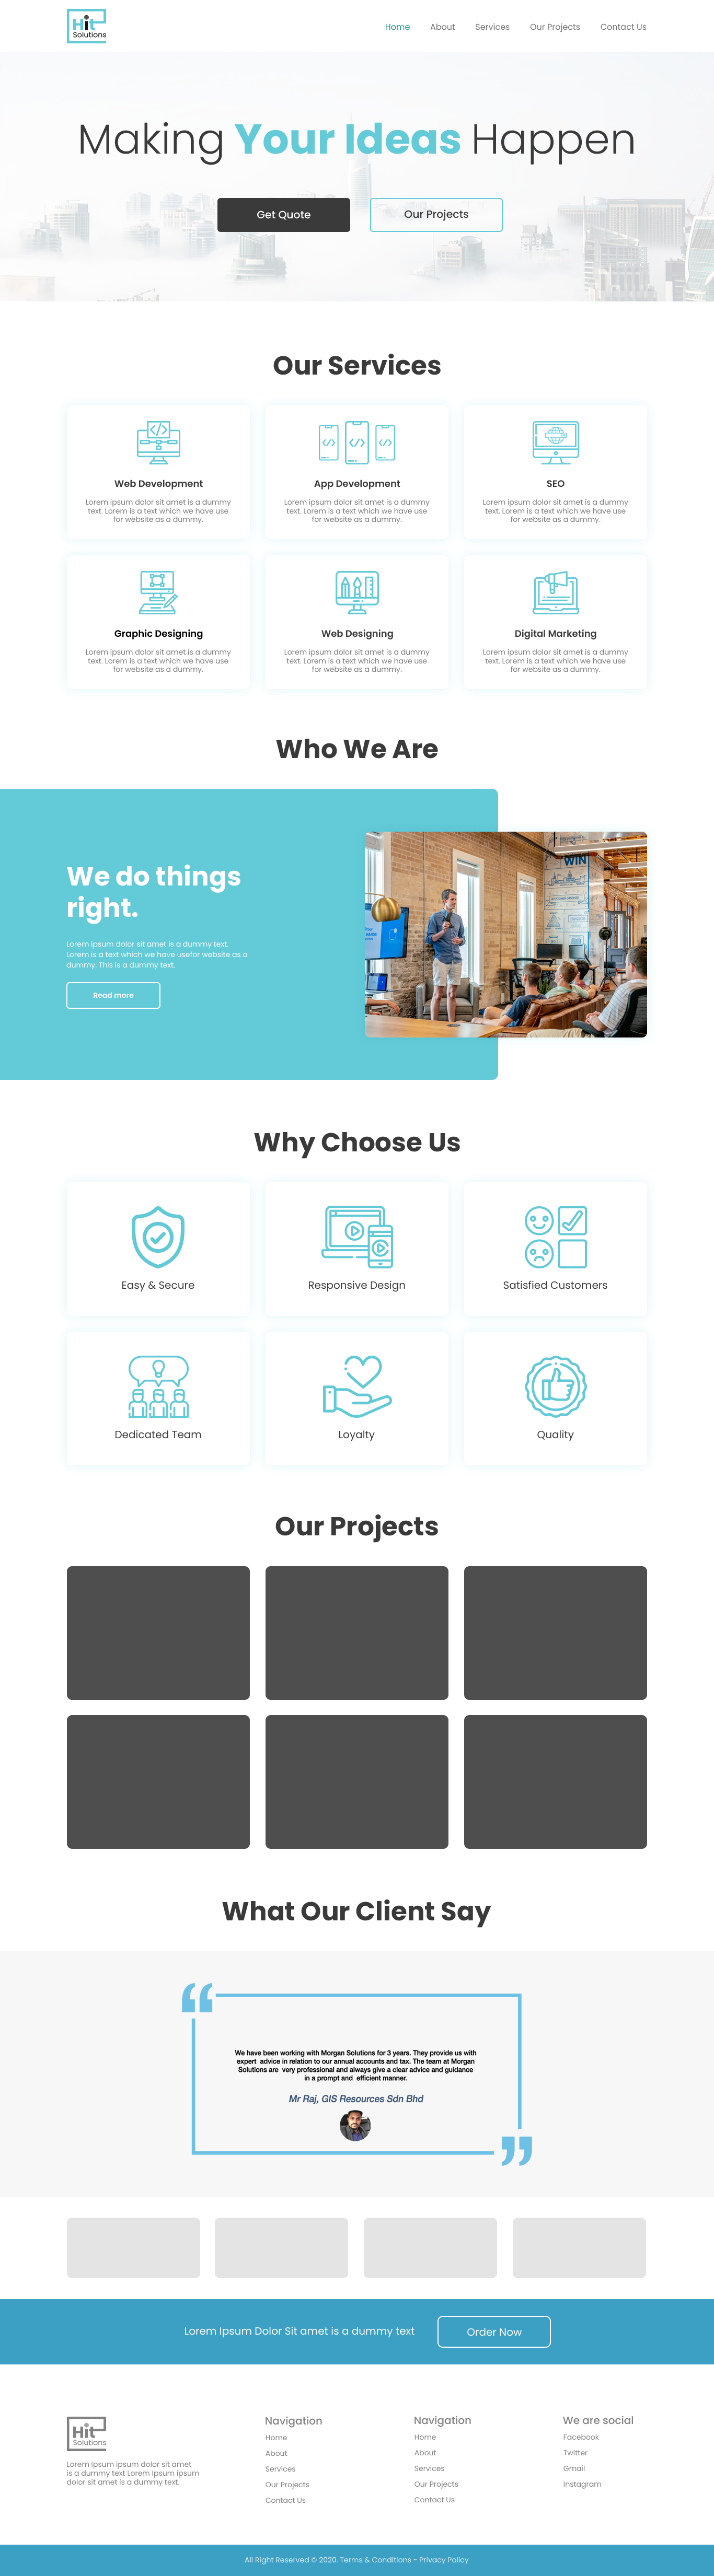 Hit
Solutions
Home About Services Our Projects Contact Us
Making Your Ideas Happen
Get Quote Our Projects
Our Services
Web Development
Lorem ipsum dolor sit amet is a dummy
text. Lorem is a text which we have use
for website as a dummy.
App Development
Lorem ipsum dolor sit amet is a dummy
text. Lorem is a text which we have use
for website as a dummy.
SEO
Lorem ipsum dolor sit amet is a dummy
text. Lorem is a text which we have use
for website as a dummy.
Graphic Designing
Lorem ipsum dolor sit amet is a dummy
text. Lorem is a text which we have use
for website as a dummy.
Web Designing
Lorem ipsum dolor sit amet is a dummy
text. Lorem is a text which we have use
for website as a dummy.
Digital Marketing
Lorem ipsum dolor sit amet is a dummy
text. Lorem is a text which we have use
for website as a dummy.
Who We Are
We do things
right.
Lorem ipsum dolor sit amet is a dummy text.
Lorem is a text which we have usefor website as a
dummy. This is a dummy text.
Read more
WIN
Why Choose Us
Easy & Secure
Responsive Design
Satisfied Customers
Dedicated Team
Loyalty
Quality
Our Projects
What Our Client Say
We have been working with Morgan Solutions for 3 years. They provide us with
expert advice in relation to our annual accounts and tax. The team at Morgan
Solutions are very professional and always give a clear advice and guidance
in a prompt and efficient manner.
Mr Raj, GIS Resources Sdn Bhd
Lorem Ipsum Dolor Sit amet is a dummy text
Order Now
Hit
Solutions
Lorem Ipsum ipsum dolor sit amet
is a dummy text Lorem Ipsum ipsum
dolor sit amet is a dummy text.
Navigation
Home
About
Services
Our Projects
Contact Us
Navigation
Home
About
Services
Our Projects
Contact Us
We are social
Facebook
Twitter
Gmail
Instagram
All Right Reserved © 2020. Terms & Conditions - Privacy Policy